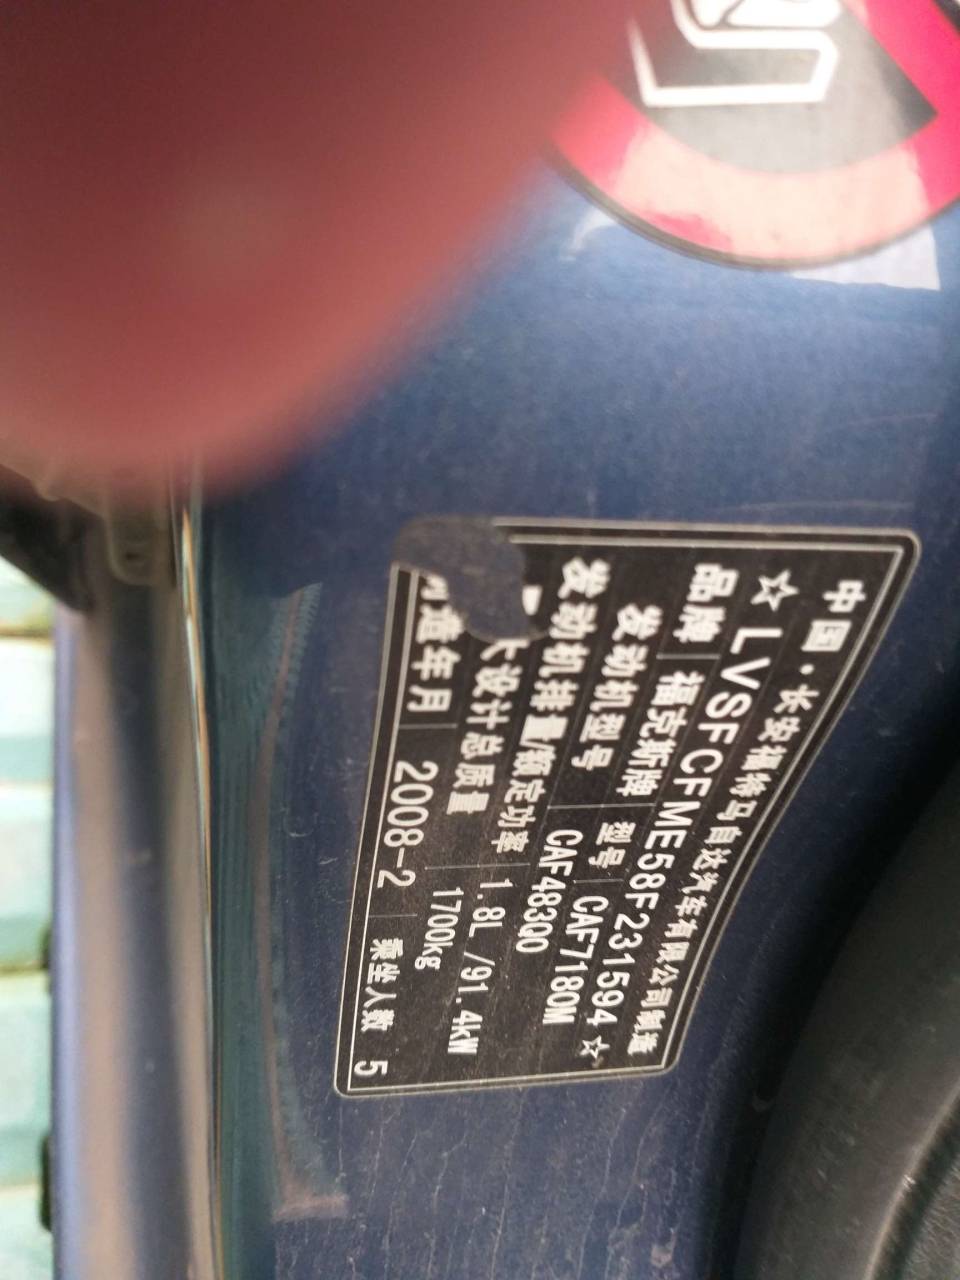 中国·长安福特马自达汽车有限公司制造
☆LVSFCFME58F231594☆
品牌 福克斯牌 型号 CAF7180M
发动机型号 CAF483Q0
发动机排量/额定功率 1.8L/91.4kW
大设计总质量 1700kg
制造年月 2008-2 乘坐人数 5